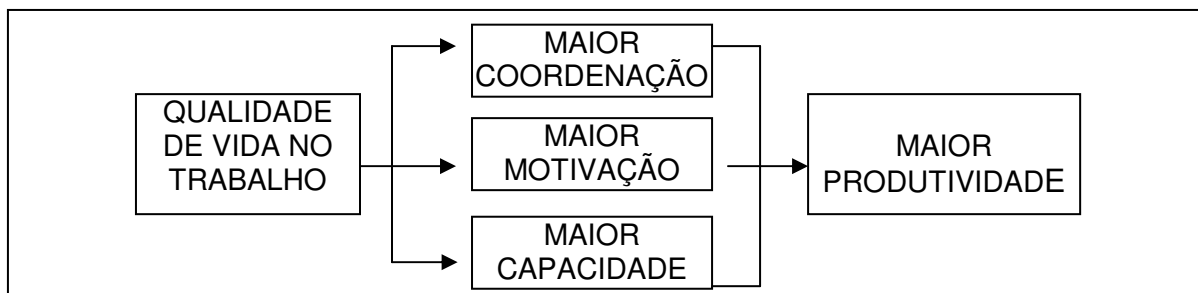 QUALIDADE
DE VIDA NO
TRABALHO
MAIOR
COORDENAÇÃO
MAIOR
MOTIVAÇÃO
MAIOR
CAPACIDADE
MAIOR
PRODUTIVIDADE